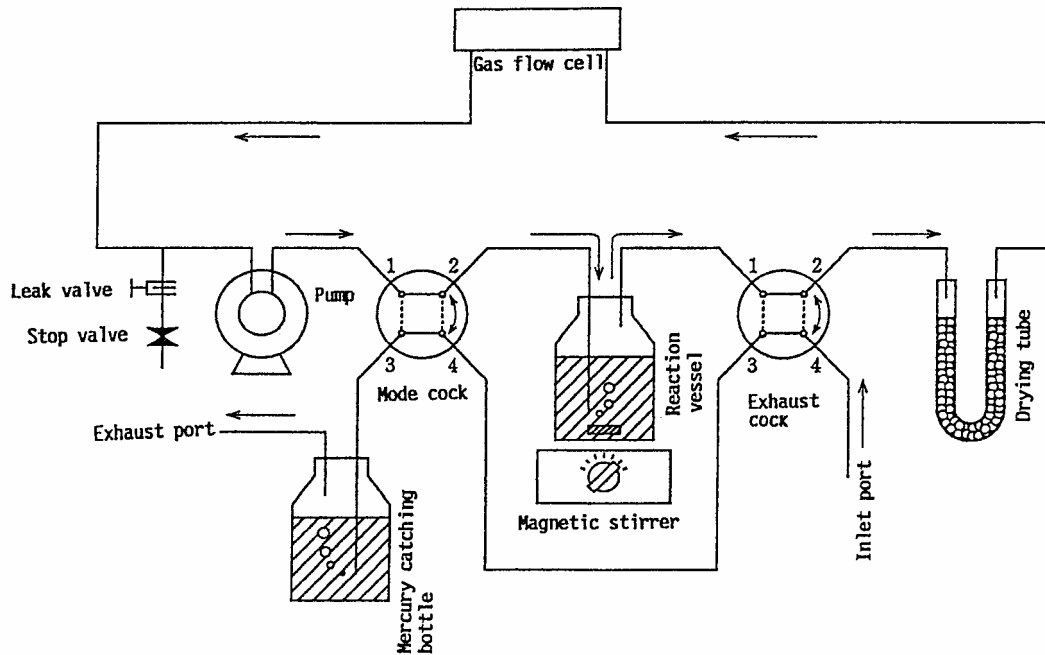 Gas flow cell
Leak valve
Stop valve
Pump
1 2
3 4
Mode cock
Reaction
vessel
1 2
3 4
Exhaust
cock
Drying tube
Exhaust port
Mercury catching
bottle
Magnetic stirrer
Inlet port